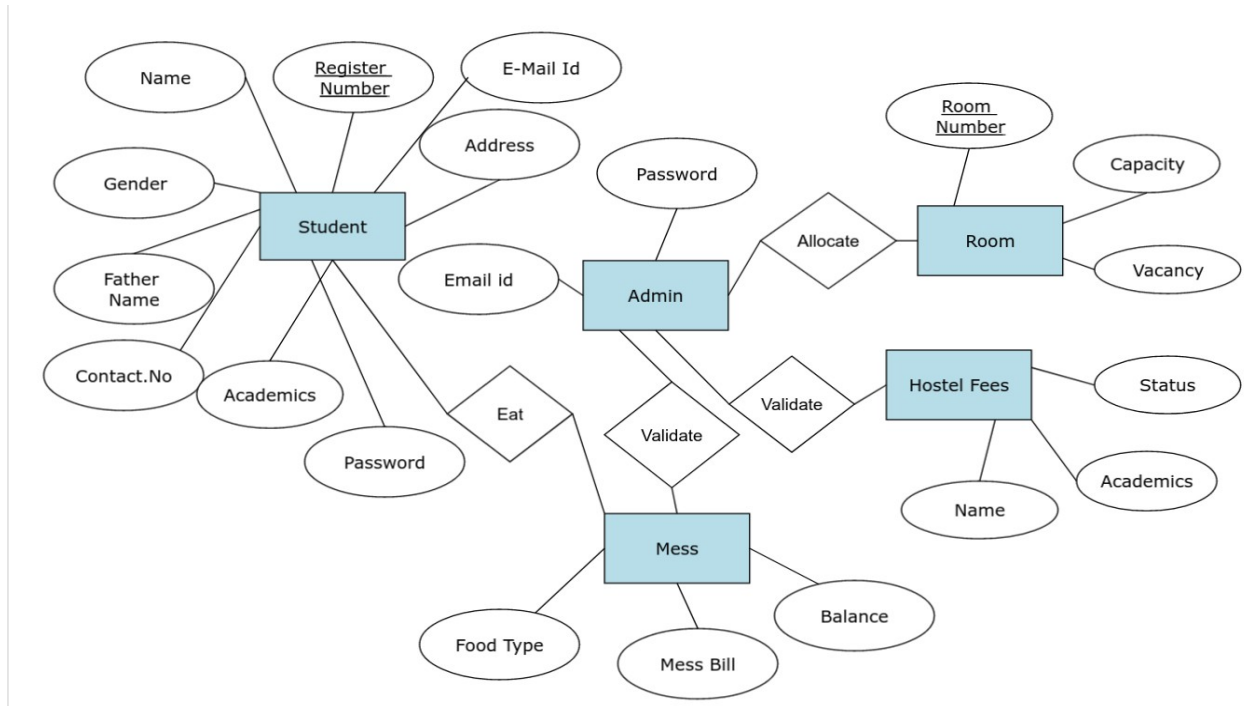 Name
Register
Number
E-Mail Id
Address
Gender
Student
Father
Name
Contact.No
Academics
Password
Eat
Password
Email id
Admin
Allocate
Room
Number
Capacity
Room
Vacancy
Validate
Validate
Hostel Fees
Status
Academics
Name
Mess
Food Type
Mess Bill
Balance